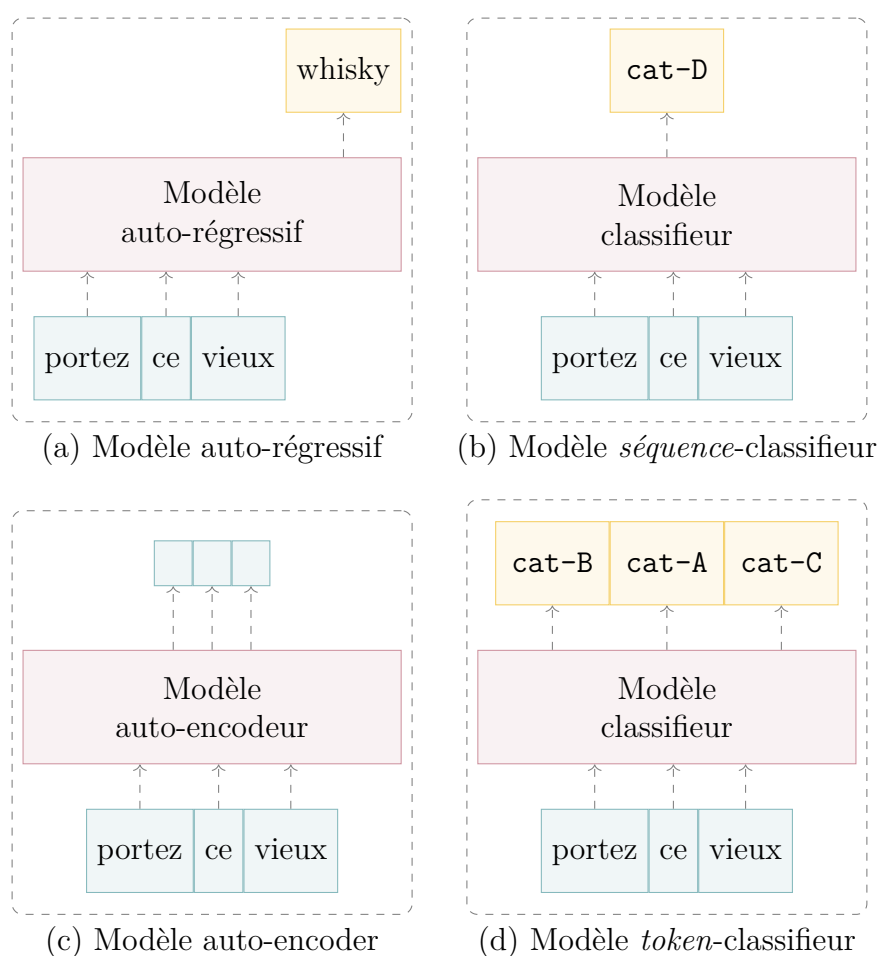 whisky
Modèle
auto-régressif
portez ce vieux
(a) Modèle auto-régressif
cat-D
Modèle
classifieur
portez ce vieux
(b) Modèle séquence-classifieur
Modèle
auto-encodeur
portez ce vieux
(c) Modèle auto-encoder
cat-B cat-A cat-C
Modèle
classifieur
portez ce vieux
(d) Modèle token-classifieur